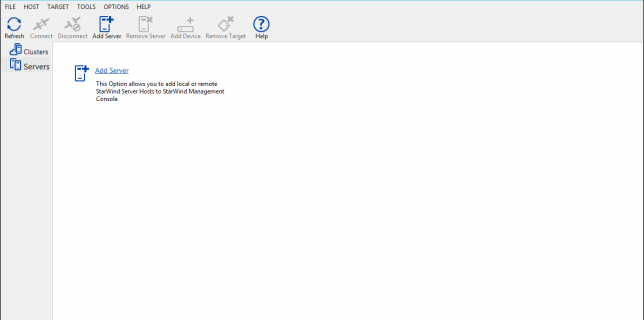 FILE HOST TARGET TOOLS OPTIONS HELP
Refresh Connect Disconnect Add Server Remove Server Add Device Remove Target Help
Clusters
Servers
Add Server
This Option allows you to add local or remote
StarWind Server Hosts to StarWind Management
Console